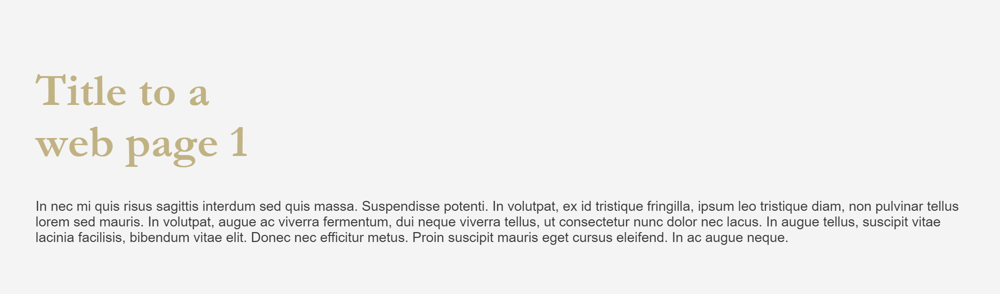 Title to a
web page 1
In nec mi quis risus sagittis interdum sed quis massa. Suspendisse potenti. In volutpat, ex id tristique fringilla, ipsum leo tristique diam, non pulvinar tellus
lorem sed mauris. In volutpat, augue ac viverra fermentum, dui neque viverra tellus, ut consectetur nunc dolor nec lacus. In augue tellus, suscipit vitae
lacinia facilisis, bibendum vitae elit. Donec nec efficitur metus. Proin suscipit mauris eget cursus eleifend. In ac augue neque.